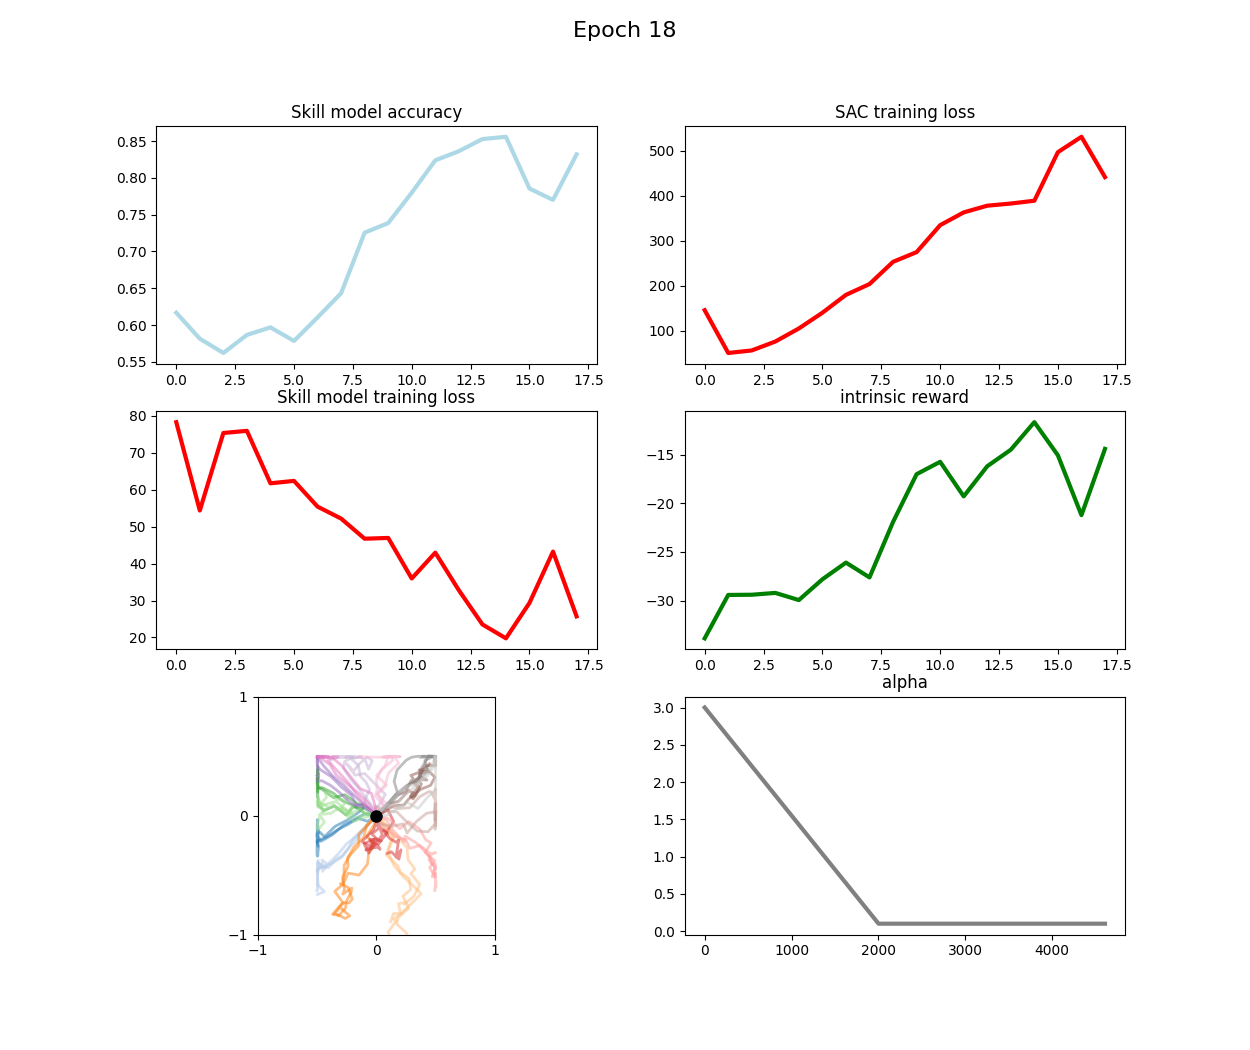 Epoch 18
Skill model accuracy
0.85
0.80
0.75
0.70
0.65
0.60
0.55
0.0 2.5 5.0 7.5 10.0 12.5 15.0 17.5
SAC training loss
500
400
300
200
100
0.0 2.5 5.0 7.5 10.0 12.5 15.0 17.5
Skill model training loss
80
70
60
50
40
30
20
0.0 2.5 5.0 7.5 10.0 12.5 15.0 17.5
intrinsic reward
−15
−20
−25
−30
0.0 2.5 5.0 7.5 10.0 12.5 15.0 17.5
1
0
−1
−1 0 1
alpha
3.0
2.5
2.0
1.5
1.0
0.5
0.0
0 1000 2000 3000 4000